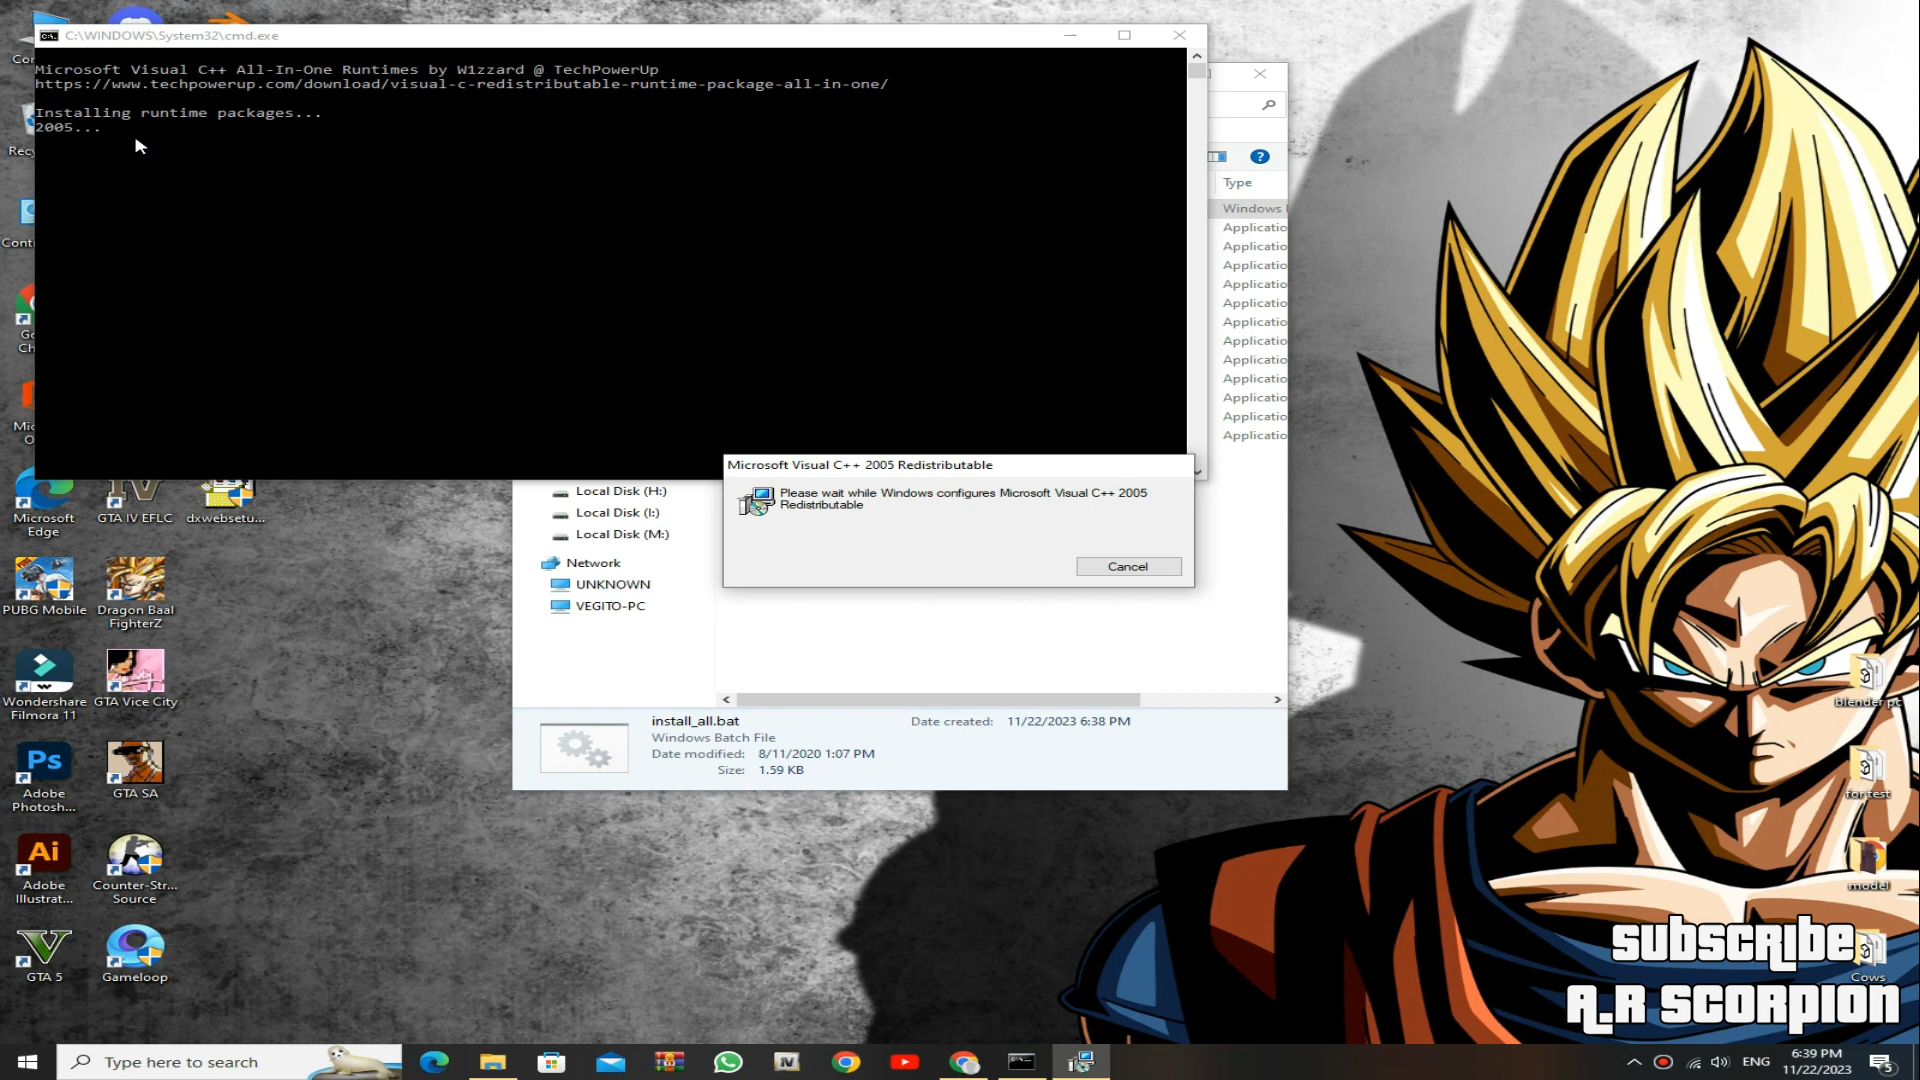 C:\WINDOWS\System32\cmd.exe
Microsoft Visual C++ All-In-One Runtimes by W1zzard @ TechPowerUp
https://www.techpowerup.com/download/visual-c-redistributable-runtime-package-all-in-one/
Installing runtime packages...
2005...
Type
Windows
Applicatio
Applicatio
Applicatio
Applicatio
Applicatio
Applicatio
Applicatio
Applicatio
Applicatio
Applicatio
Applicatio
Applicatio
Microsoft Visual C++ 2005 Redistributable
Please wait while Windows configures Microsoft Visual C++ 2005
Redistributable
Cancel
Local Disk (H:)
Local Disk (I:)
Local Disk (M:)
Network
UNKNOWN
VEGITO-PC
install_all.bat
Windows Batch File
Date modified: 8/11/2020 1:07 PM
Size: 1.59 KB
Date created: 11/22/2023 6:38 PM
Microsoft
Edge
GTA IV EFLC
dxwebsetu...
PUBG Mobile
Dragon Baal
FighterZ
Wondershare
Filmora 11
GTA Vice City
Ps
Adobe
Photosh...
GTA SA
Ai
Adobe
Illustrat...
Counter-Str...
Source
GTA 5
Gameloop
blender pc
for test
model
Cows
SUBSCRIBE
A.R SCORPION
Type here to search
IV
ENG
6:39 PM
11/22/2023
5